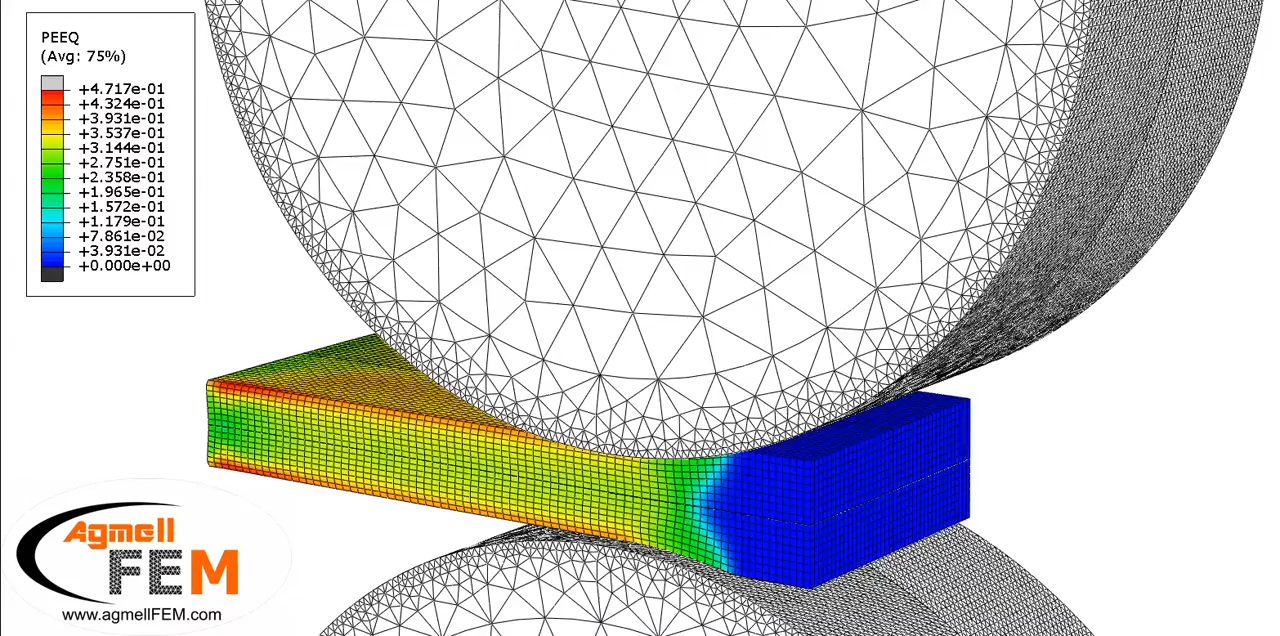 PEEQ
(Avg: 75%)
+4.717e-01
+4.324e-01
+3.931e-01
+3.537e-01
+3.144e-01
+2.751e-01
+2.358e-01
+1.965e-01
+1.572e-01
+1.179e-01
+7.861e-02
+3.931e-02
+0.000e+00
Agmell
FEM
www.agmellFEM.com